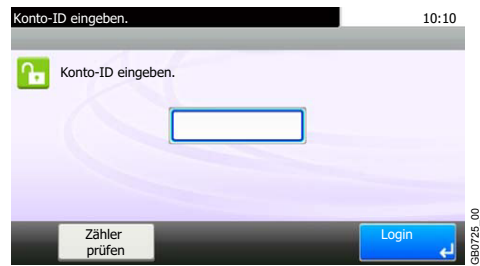 Konto-ID eingeben.
10:10
Konto-ID eingeben.
Zähler
prüfen
Login
GB0725_00